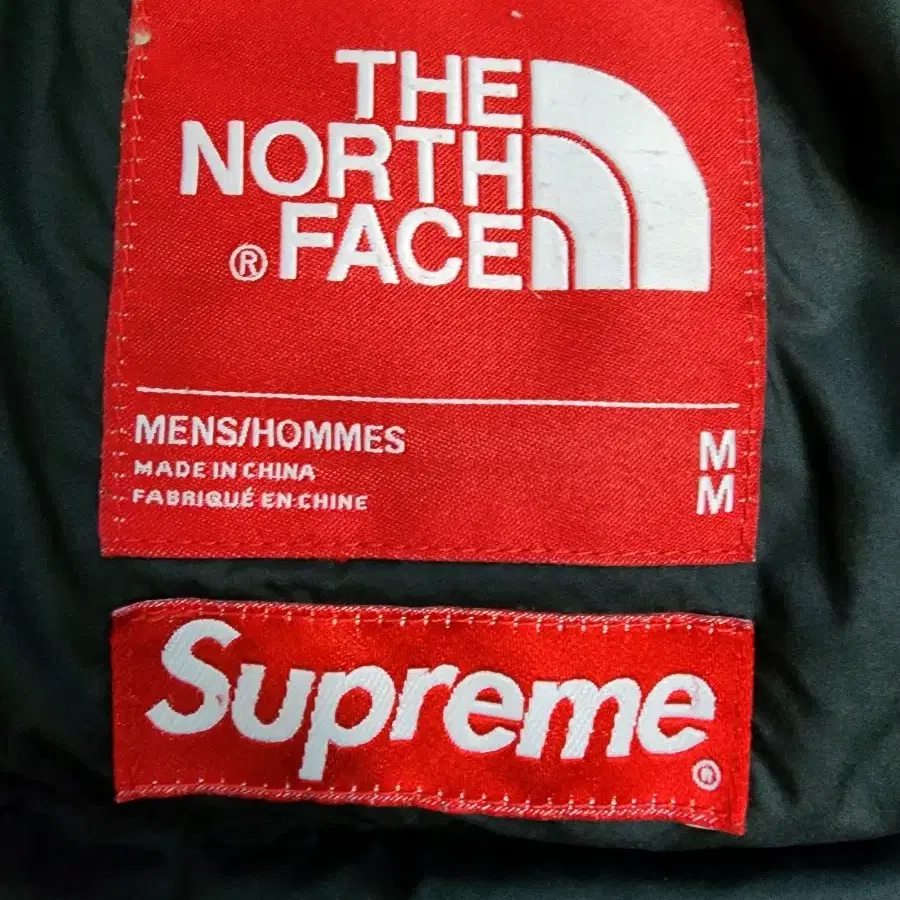 THE
NORTH
® FACE
MENS/HOMMES M
MADE IN CHINA
FABRIQUÉ EN CHINE M
Supreme ®